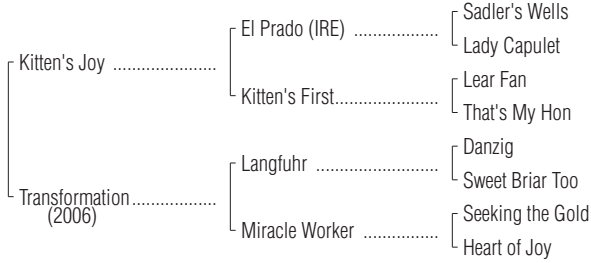 Sadler's Wells
El Prado (IRE) ..................
Lady Capulet
Kitten's Joy ......................
Lear Fan
Kitten's First......................
That's My Hon
Danzig
Langfuhr .....................
Sweet Briar Too
Transformation..................
(2006)
Seeking the Gold
Miracle Worker ................
Heart of Joy